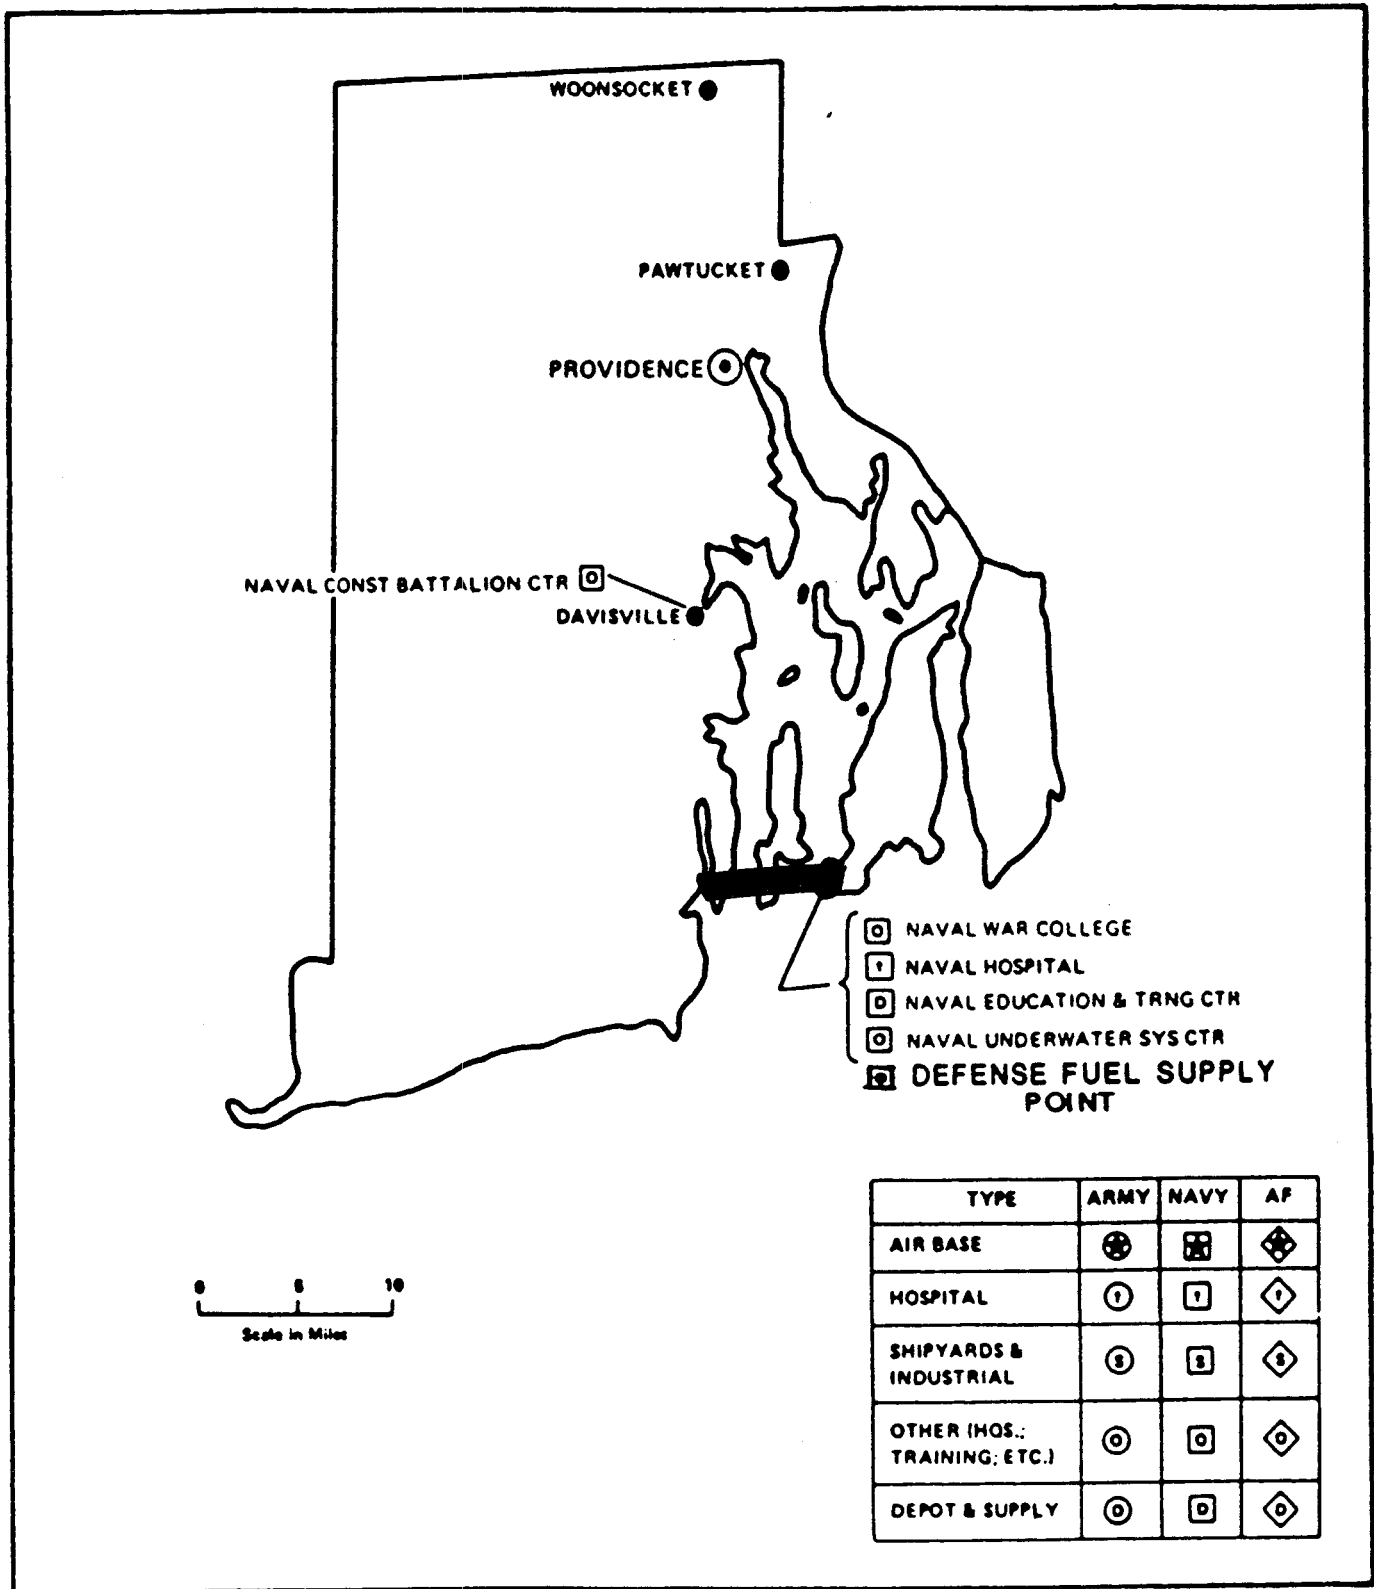 WOONSOCKET
PAWTUCKET
PROVIDENCE
NAVAL CONST BATTALION CTR
DAVISVILLE
NAVAL WAR COLLEGE
NAVAL HOSPITAL
NAVAL EDUCATION & TRNG CTR
NAVAL UNDERWATER SYS CTR
DEFENSE FUEL SUPPLY
POINT
TYPE ARMY NAVY AF
AIR BASE
HOSPITAL
SHIPYARDS &
INDUSTRIAL S S S
OTHER (HQS.;
TRAINING; ETC.) O O O
DEPOT & SUPPLY D D D
0 5 10
Scale in Miles